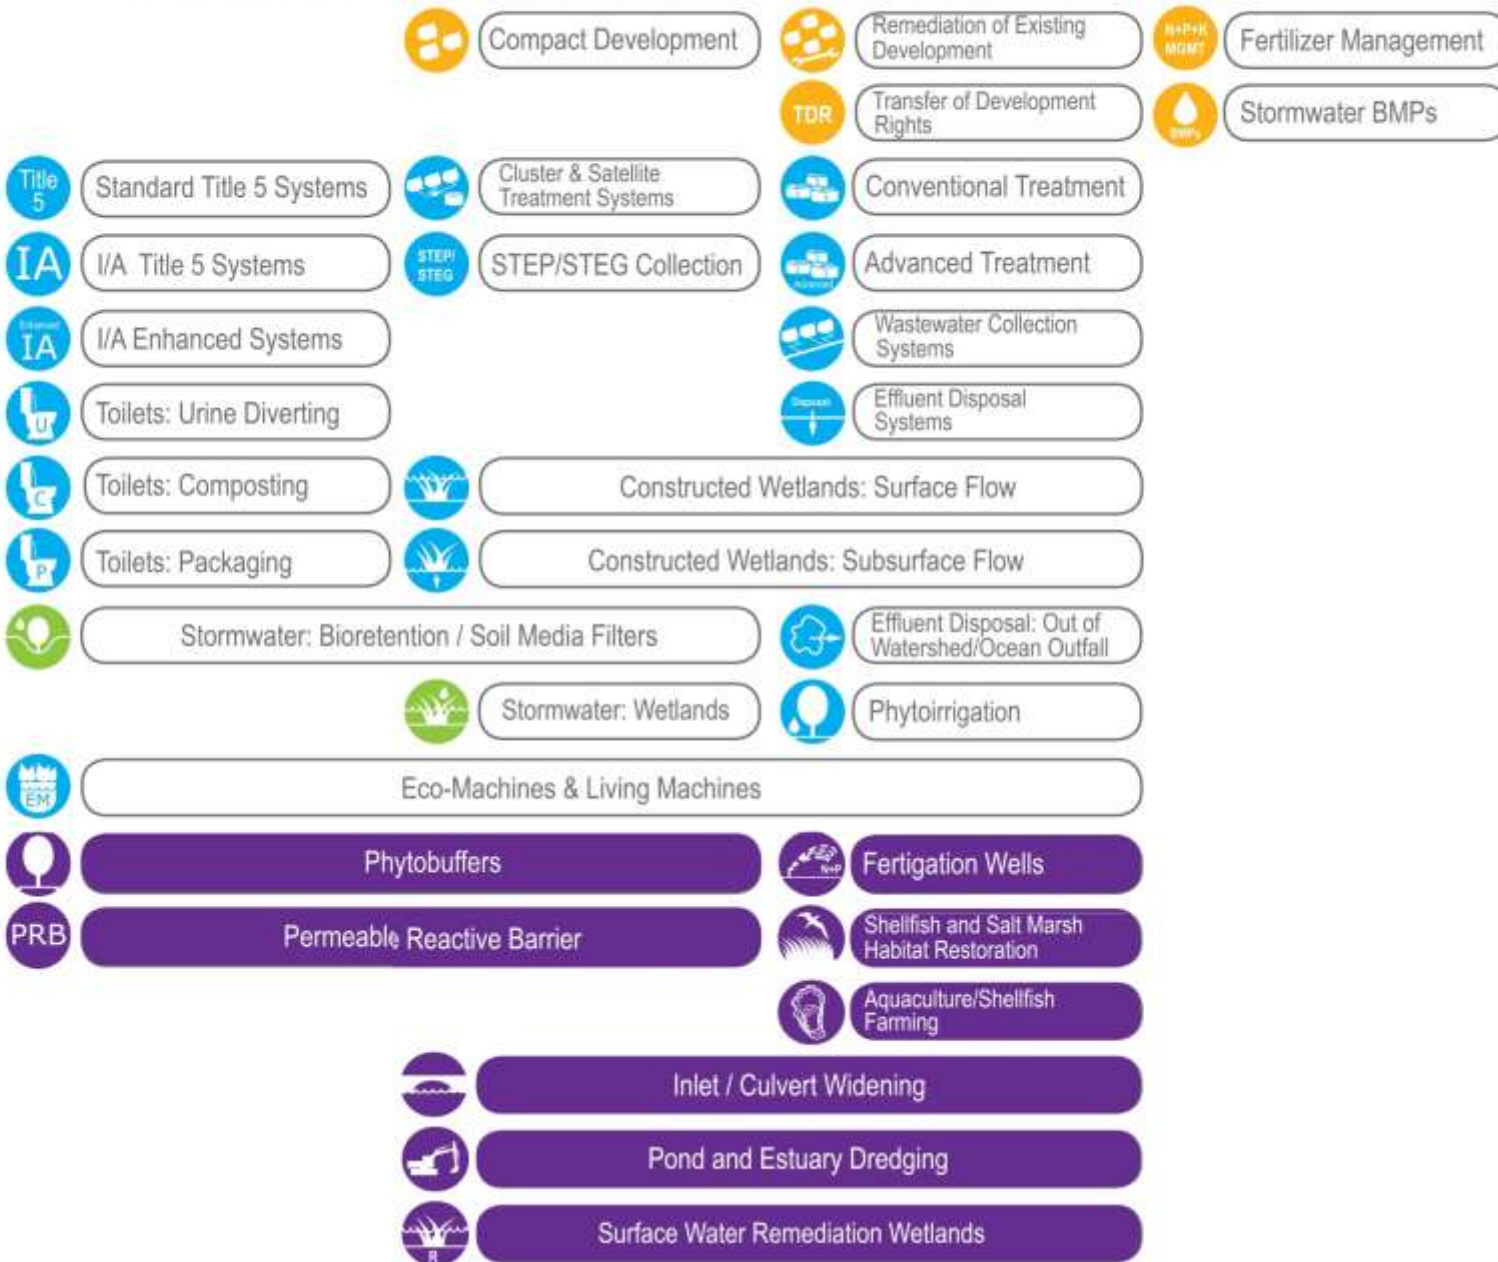 Compact Development
Remediation of Existing
Development
N+P+K
MGMT
Fertilizer Management
TDR
Transfer of Development
Rights
BMPs
Stormwater BMPs
Title
5
Standard Title 5 Systems
Cluster & Satellite
Treatment Systems
Conventional Treatment
IA
I/A Title 5 Systems
STEP/
STEG
STEP/STEG Collection
Advanced
Advanced Treatment
Enhanced
IA
I/A Enhanced Systems
Wastewater Collection
Systems
U
Toilets: Urine Diverting
Disposal
Effluent Disposal
Systems
C
Toilets: Composting
Constructed Wetlands: Surface Flow
P
Toilets: Packaging
Constructed Wetlands: Subsurface Flow
Stormwater: Bioretention / Soil Media Filters
Effluent Disposal: Out of
Watershed/Ocean Outfall
Stormwater: Wetlands
Phytoirrigation
EM
Eco-Machines & Living Machines
Phytobuffers
N+P
Fertigation Wells
PRB
Permeable Reactive Barrier
Shellfish and Salt Marsh
Habitat Restoration
Aquaculture/Shellfish
Farming
Inlet / Culvert Widening
Pond and Estuary Dredging
Surface Water Remediation Wetlands